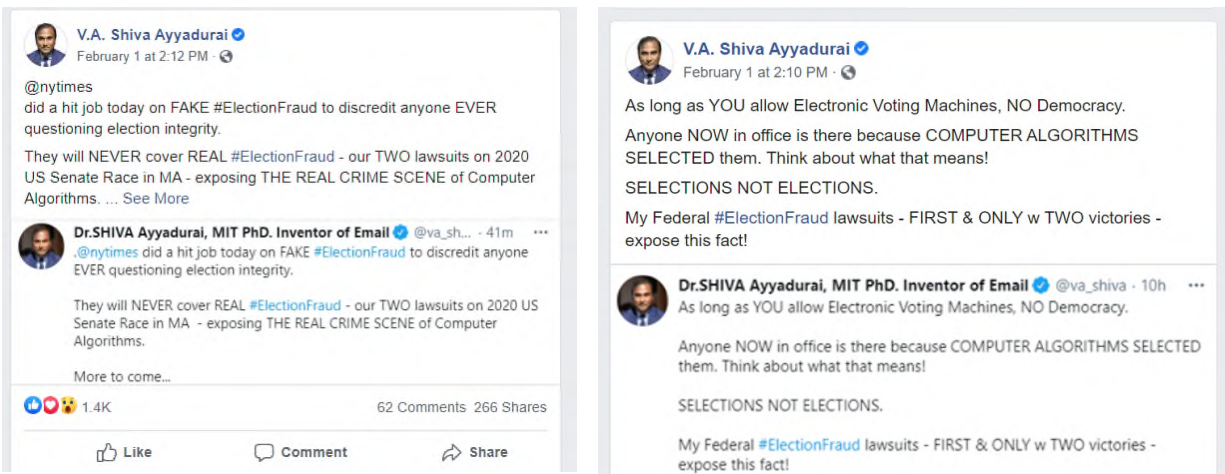 V.A. Shiva Ayyadurai
February 1 at 2:12 PM ·
@nytimes
did a hit job today on FAKE #ElectionFraud to discredit anyone EVER
questioning election integrity.
They will NEVER cover REAL #ElectionFraud - our TWO lawsuits on 2020
US Senate Race in MA - exposing THE REAL CRIME SCENE of Computer
Algorithms. ... See More
Dr.SHIVA Ayyadurai, MIT PhD. Inventor of Email @va_sh... · 41m ···
.@nytimes did a hit job today on FAKE #ElectionFraud to discredit anyone
EVER questioning election integrity.
They will NEVER cover REAL #ElectionFraud - our TWO lawsuits on 2020 US
Senate Race in MA - exposing THE REAL CRIME SCENE of Computer
Algorithms.
More to come...
1.4K 62 Comments 266 Shares
Like Comment Share
V.A. Shiva Ayyadurai
February 1 at 2:10 PM ·
As long as YOU allow Electronic Voting Machines, NO Democracy.
Anyone NOW in office is there because COMPUTER ALGORITHMS
SELECTED them. Think about what that means!
SELECTIONS NOT ELECTIONS.
My Federal #ElectionFraud lawsuits - FIRST & ONLY w TWO victories -
expose this fact!
Dr.SHIVA Ayyadurai, MIT PhD. Inventor of Email @va_shiva · 10h ···
As long as YOU allow Electronic Voting Machines, NO Democracy.
Anyone NOW in office is there because COMPUTER ALGORITHMS SELECTED
them. Think about what that means!
SELECTIONS NOT ELECTIONS.
My Federal #ElectionFraud lawsuits - FIRST & ONLY w TWO victories -
expose this fact!